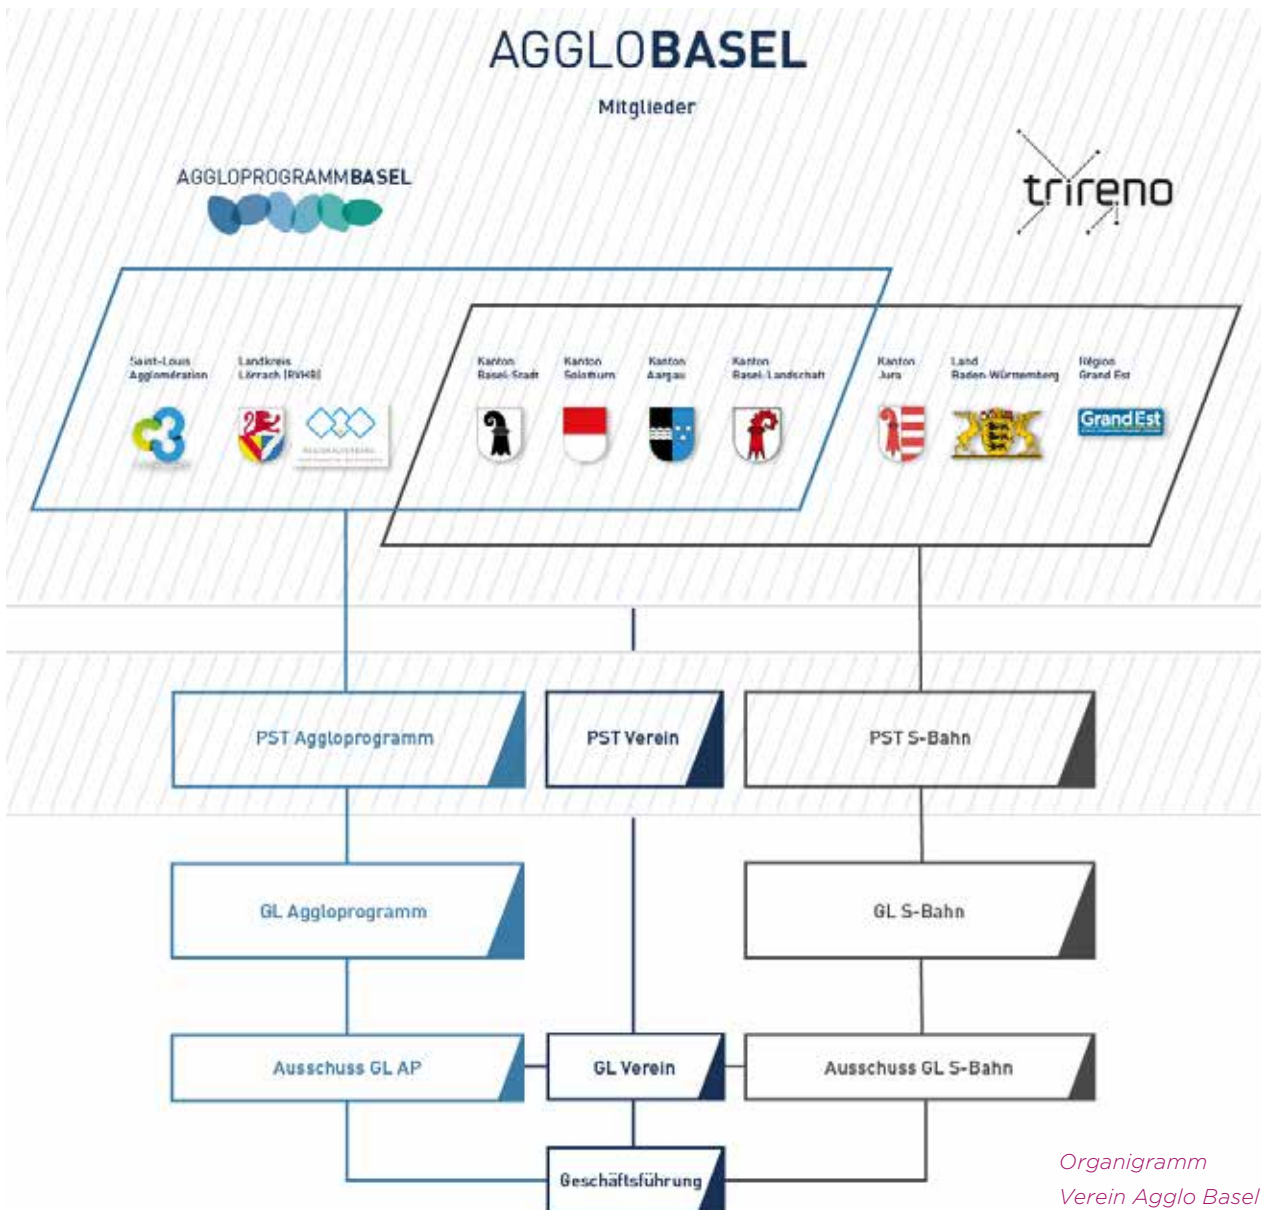 AGGLOBASEL
Mitglieder
AGGLOPROGRAMMBASEL
trireno
Saint-Louis
Agglomération
Landkreis
Lörrach (RVHB)
Kanton
Basel-Stadt
Kanton
Solothurn
Kanton
Aargau
Kanton
Basel-Landschaft
Kanton
Jura
Land
Baden-Württemberg
Région
Grand Est
GrandEst
PST Aggloprogramm
PST Verein
PST S-Bahn
GL Aggloprogramm
GL S-Bahn
Ausschuss GL AP
GL Verein
Ausschuss GL S-Bahn
Geschäftsführung
Organigramm
Verein Agglo Basel